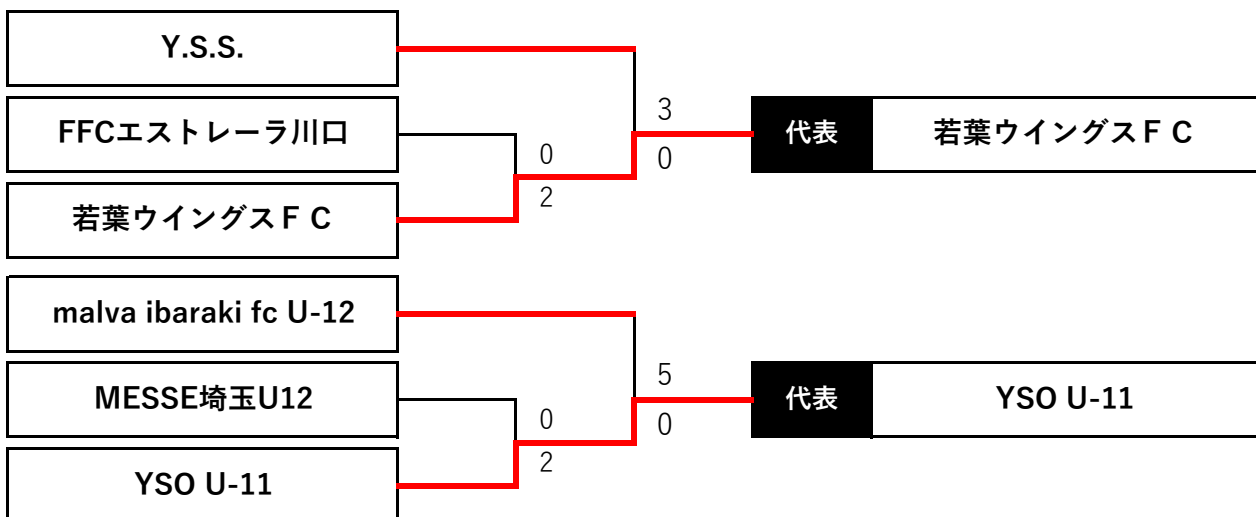 Y.S.S.
FFCエストレーラ川口
若葉ウイングスＦＣ
0
2
3
0
代表 若葉ウイングスＦＣ
malva ibaraki fc U-12
MESSE埼玉U12
YSO U-11
0
2
5
0
代表 YSO U-11